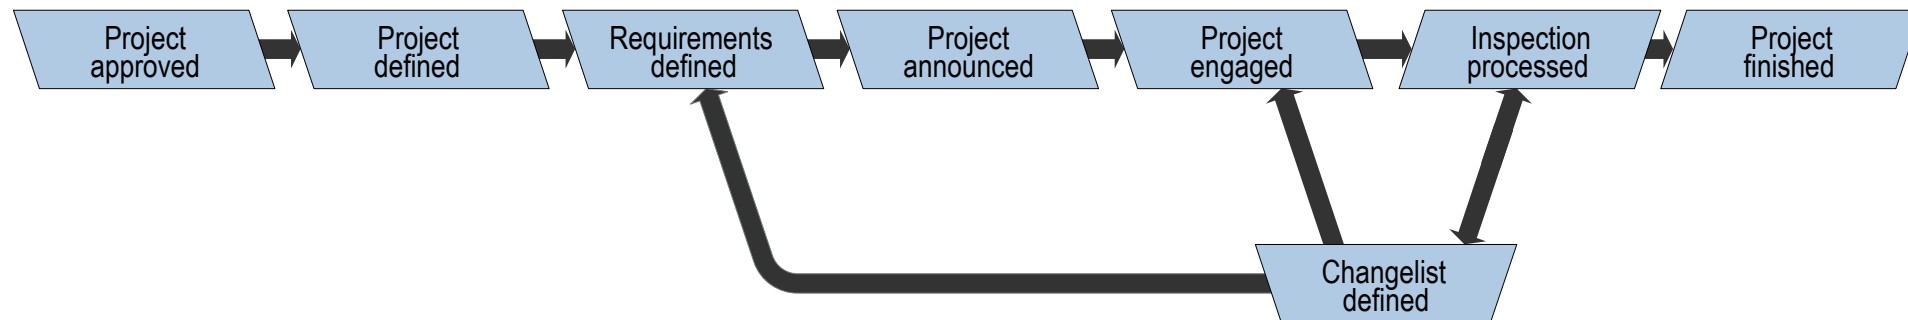 Project
approved
Project
defined
Requirements
defined
Project
announced
Project
engaged
Inspection
processed
Project
finished
Changelist
defined